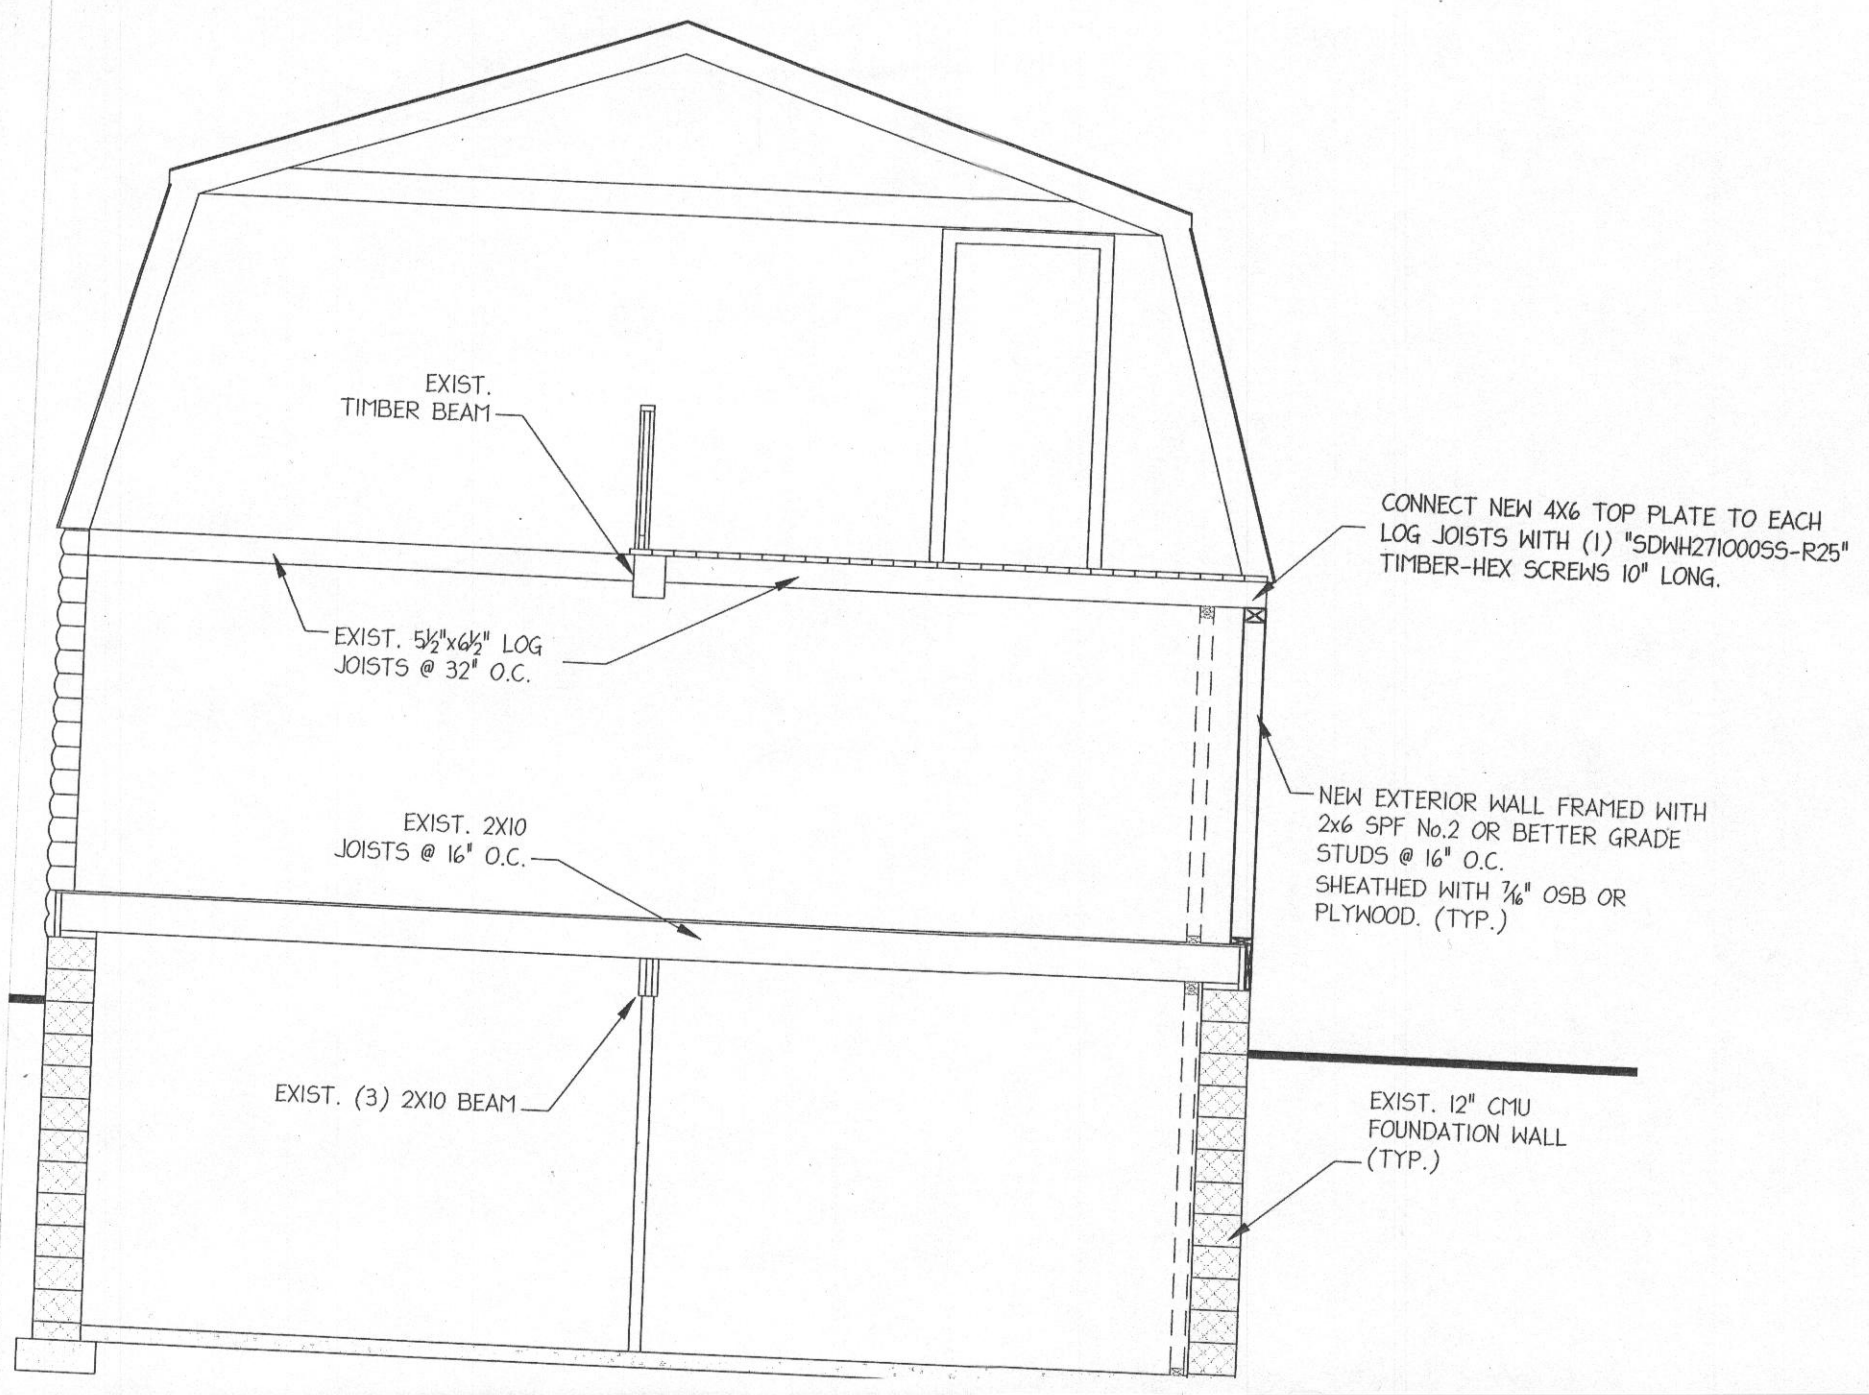 EXIST.
TIMBER BEAM
CONNECT NEW 4X6 TOP PLATE TO EACH
LOG JOISTS WITH (1) "SDWH271000SS-R25"
TIMBER-HEX SCREWS 10" LONG.
EXIST. 5½"x6½" LOG
JOISTS @ 32" O.C.
NEW EXTERIOR WALL FRAMED WITH
2x6 SPF No.2 OR BETTER GRADE
STUDS @ 16" O.C.
SHEATHED WITH 7/16" OSB OR
PLYWOOD. (TYP.)
EXIST. 2X10
JOISTS @ 16" O.C.
EXIST. (3) 2X10 BEAM
EXIST. 12" CMU
FOUNDATION WALL
(TYP.)